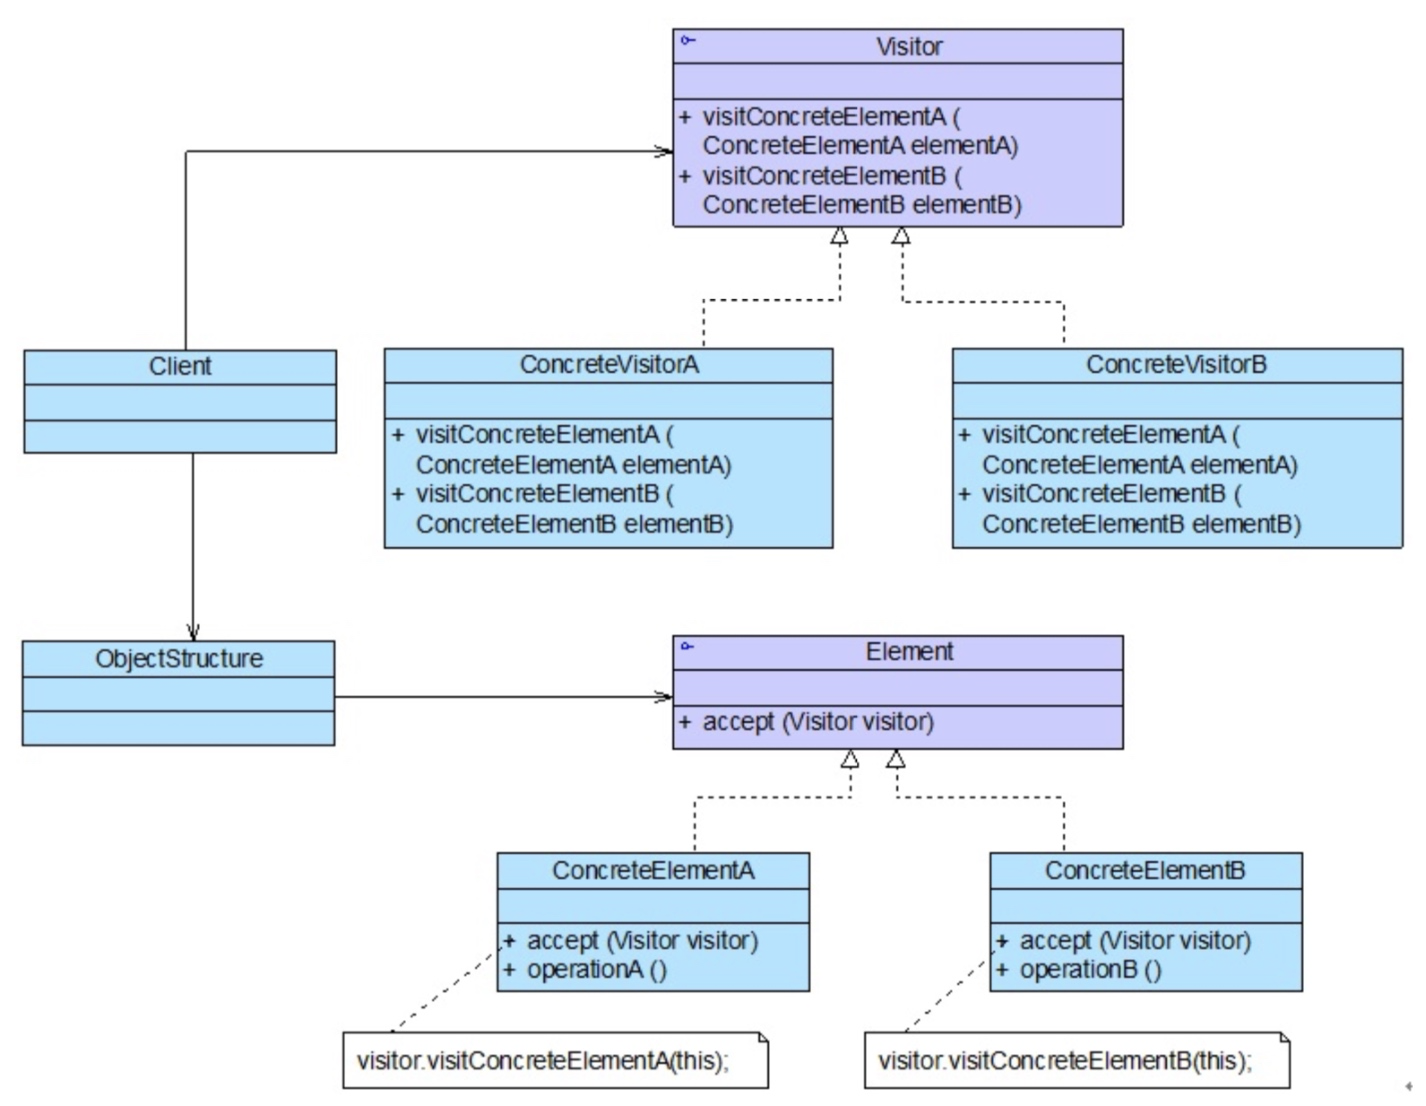 Visitor
+ visitConcreteElementA (
ConcreteElementA elementA)
+ visitConcreteElementB (
ConcreteElementB elementB)
Client
ConcreteVisitorA
+ visitConcreteElementA (
ConcreteElementA elementA)
+ visitConcreteElementB (
ConcreteElementB elementB)
ConcreteVisitorB
+ visitConcreteElementA (
ConcreteElementA elementA)
+ visitConcreteElementB (
ConcreteElementB elementB)
ObjectStructure
Element
+ accept (Visitor visitor)
ConcreteElementA
+ accept (Visitor visitor)
+ operationA ()
ConcreteElementB
+ accept (Visitor visitor)
+ operationB ()
visitor.visitConcreteElementA(this);
visitor.visitConcreteElementB(this);